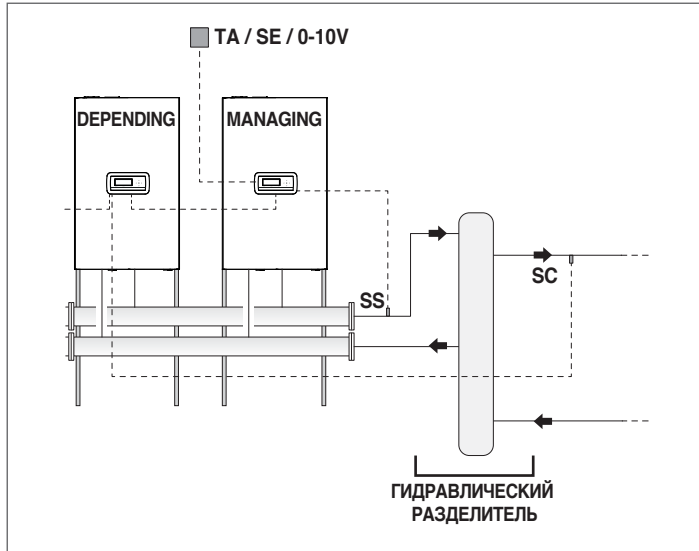 TA / SE / 0-10V
DEPENDING
MANAGING
SS
SC
ГИДРАВЛИЧЕСКИЙ
РАЗДЕЛИТЕЛЬ